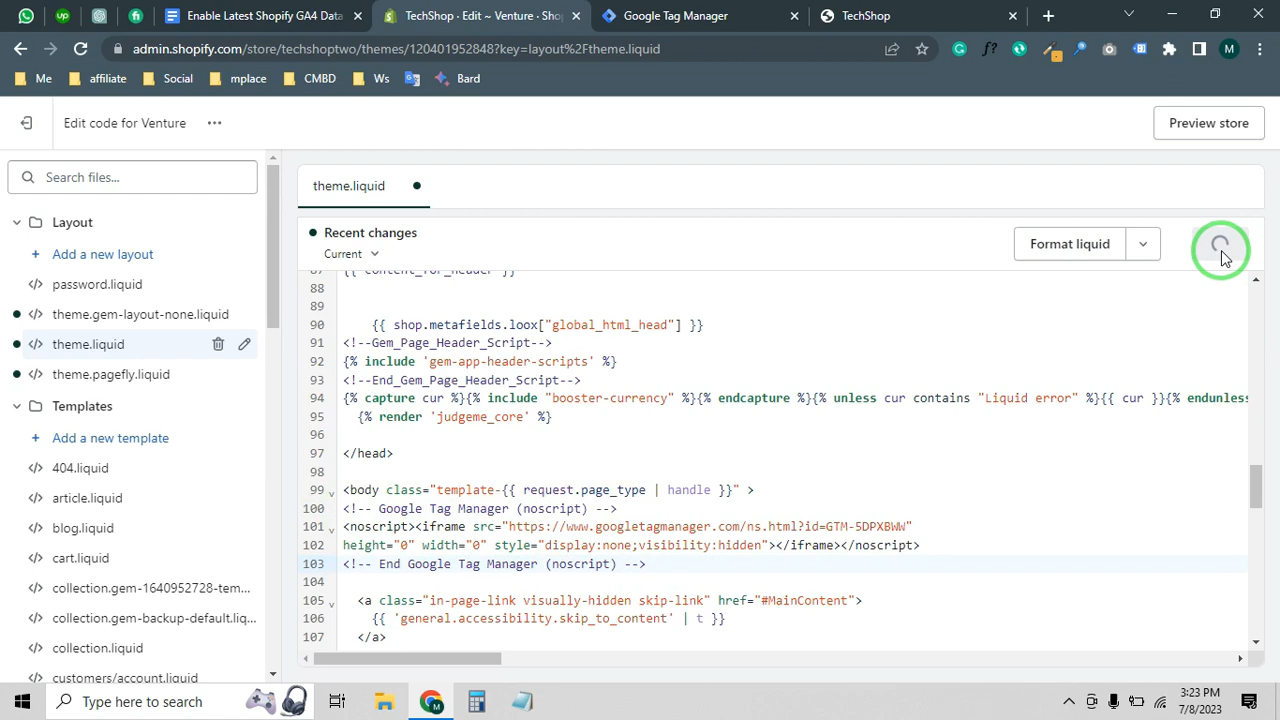 Enable Latest Shopify GA4 Data
TechShop - Edit ~ Venture · Sho
Google Tag Manager
TechShop
admin.shopify.com/store/techshoptwo/themes/120401952848?key=layout%2Ftheme.liquid
Me
affiliate
Social
mplace
CMBD
Ws
Bard
Edit code for Venture
Preview store
Search files...
theme.liquid
Layout
Recent changes
Current
Format liquid
Add a new layout
password.liquid
theme.gem-layout-none.liquid
theme.liquid
theme.pagefly.liquid
Templates
Add a new template
404.liquid
article.liquid
blog.liquid
cart.liquid
collection.gem-1640952728-tem...
collection.gem-backup-default.liq...
collection.liquid
customers/account.liquid
87 {{ content_for_header }}
88
89
90 {{ shop.metafields.loox["global_html_head"] }}
91 <!--Gem_Page_Header_Script-->
92 {% include 'gem-app-header-scripts' %}
93 <!--End_Gem_Page_Header_Script-->
94 {% capture cur %}{% include "booster-currency" %}{% endcapture %}{% unless cur contains "Liquid error" %}{{ cur }}{% endunless
95 {% render 'judgeme_core' %}
96
97 </head>
98
99 <body class="template-{{ request.page_type | handle }}" >
100 <!-- Google Tag Manager (noscript) -->
101 <noscript><iframe src="https://www.googletagmanager.com/ns.html?id=GTM-5DPXBWW"
102 height="0" width="0" style="display:none;visibility:hidden"></iframe></noscript>
103 <!-- End Google Tag Manager (noscript) -->
104
105 <a class="in-page-link visually-hidden skip-link" href="#MainContent">
106 {{ 'general.accessibility.skip_to_content' | t }}
107 </a>
Type here to search
3:23 PM
7/8/2023